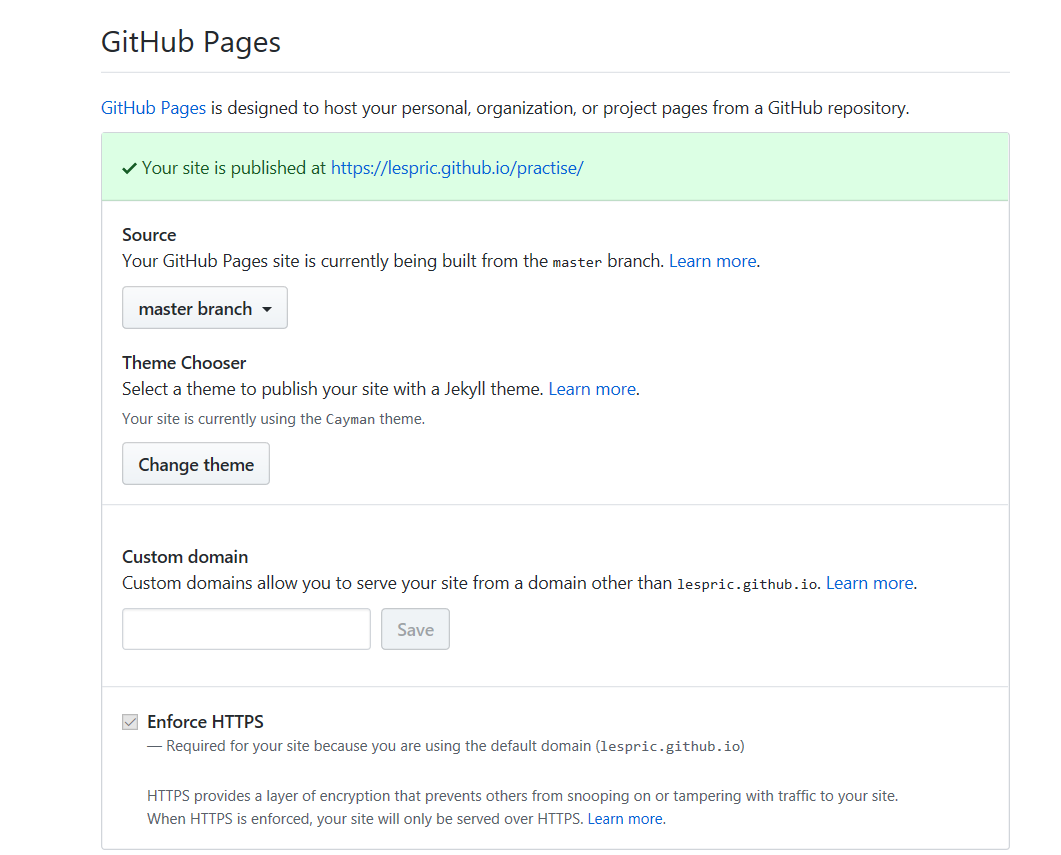 GitHub Pages
GitHub Pages is designed to host your personal, organization, or project pages from a GitHub repository.
Your site is published at https://lespric.github.io/practise/
Source
Your GitHub Pages site is currently being built from the master branch. Learn more.
master branch
Theme Chooser
Select a theme to publish your site with a Jekyll theme. Learn more.
Your site is currently using the Cayman theme.
Change theme
Custom domain
Custom domains allow you to serve your site from a domain other than lespric.github.io. Learn more.
Save
Enforce HTTPS
— Required for your site because you are using the default domain (lespric.github.io)
HTTPS provides a layer of encryption that prevents others from snooping on or tampering with traffic to your site.
When HTTPS is enforced, your site will only be served over HTTPS. Learn more.